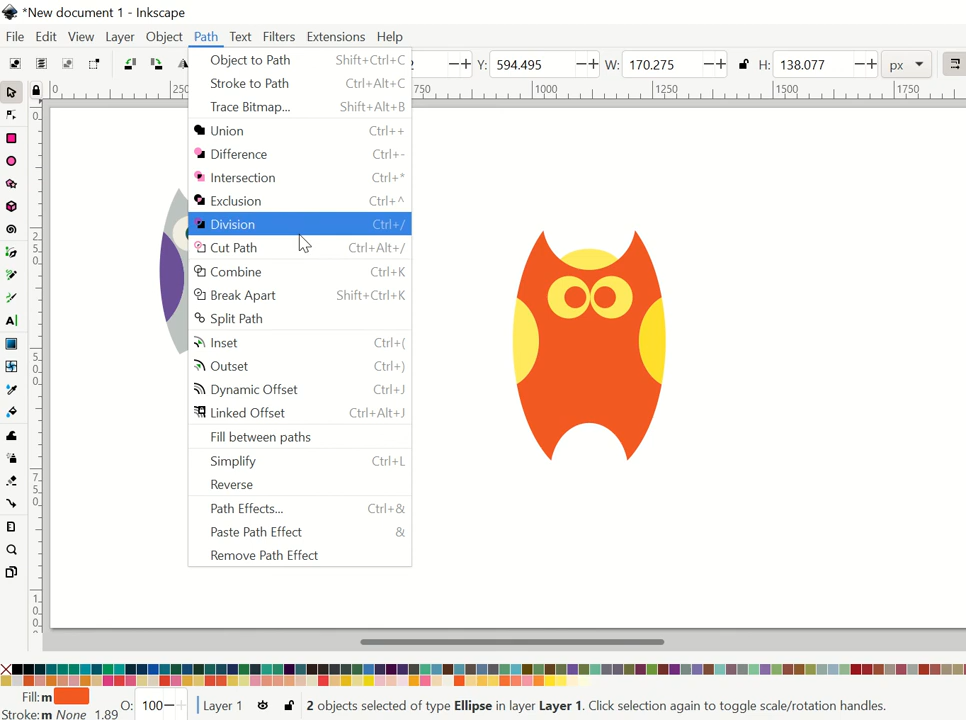 *New document 1 - Inkscape
File Edit View Layer Object Path Text Filters Extensions Help
Y: 594.495 W: 170.275 H: 138.077 px
0 250 750 1000 1250 1500 1750
Object to Path Shift+Ctrl+C
Stroke to Path Ctrl+Alt+C
Trace Bitmap... Shift+Alt+B
Union Ctrl++
Difference Ctrl+-
Intersection Ctrl+*
Exclusion Ctrl+^
Division Ctrl+/
Cut Path Ctrl+Alt+/
Combine Ctrl+K
Break Apart Shift+Ctrl+K
Split Path
Inset Ctrl+(
Outset Ctrl+)
Dynamic Offset Ctrl+J
Linked Offset Ctrl+Alt+J
Fill between paths
Simplify Ctrl+L
Reverse
Path Effects... Ctrl+&
Paste Path Effect &
Remove Path Effect
Fill: m
O: 100
Layer 1
2 objects selected of type Ellipse in layer Layer 1. Click selection again to toggle scale/rotation handles.
Stroke: m None 1.89